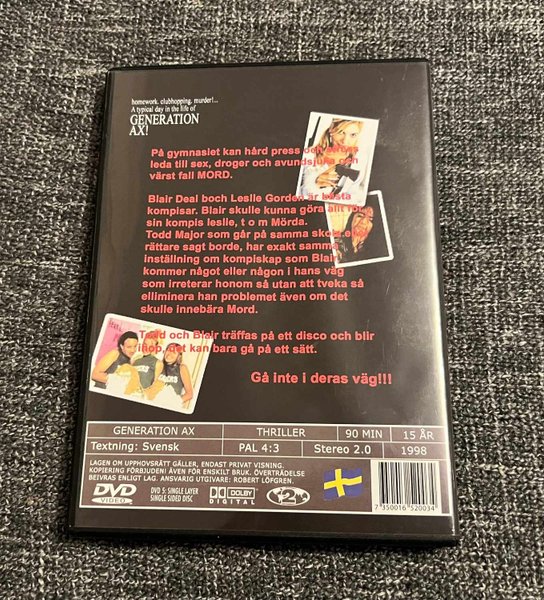 homework. clubhopping. murder!...
A typical day in the life of
GENERATION
AX!
På gymnasiet kan hård press och stress
leda till sex, droger och avundsjuka och
värst fall MORD.
Blair Deal boch Leslie Gorden är bästa
kompisar. Blair skulle kunna göra allt för
sin kompis leslie, t o m Mörda.
Todd Major som går på samma skola eller
rättare sagt borde, har exakt samma
inställning om kompiskap som Blair
kommer något eller någon i hans väg
som irreterar honom så utan att tveka så
elliminera han problemet även om det
skulle innebära Mord.
Todd och Blair träffas på ett disco och blir
ihop, det kan bara gå på ett sätt.
Gå inte i deras väg!!!
GENERATION AX THRILLER 90 MIN 15 ÅR
Textning: Svensk PAL 4:3 Stereo 2.0 1998
LAGEN OM UPPHOVSRÄTT GÄLLER, ENDAST PRIVAT VISNING.
KOPIERING FÖRBJUDEN! ÄVEN FÖR ENSKILT BRUK. ÖVERTRÄDELSE
BEIVRAS ENLIGT LAG. ANSVARIG UTGIVARE: ROBERT LÖFGREN.
DVD VIDEO
DVD 5: SINGLE LAYER
SINGLE SIDED DISC
DOLBY
DIGITAL
2
7 350016 520034